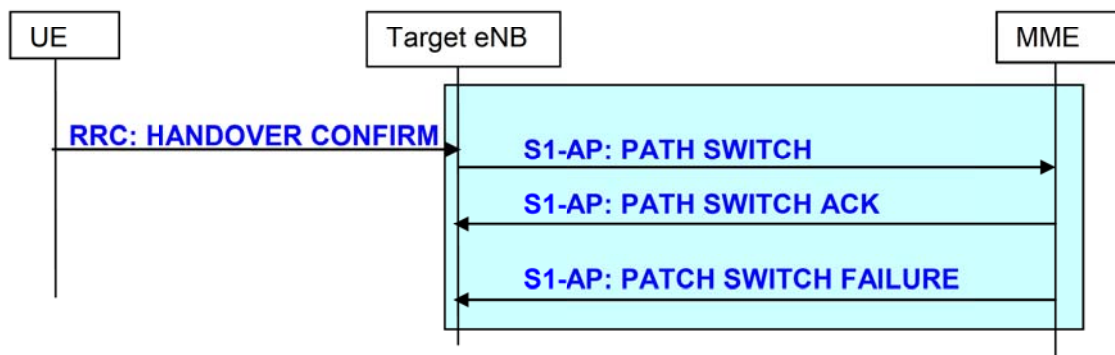 UE
Target eNB
MME
RRC: HANDOVER CONFIRM
S1-AP: PATH SWITCH
S1-AP: PATH SWITCH ACK
S1-AP: PATCH SWITCH FAILURE